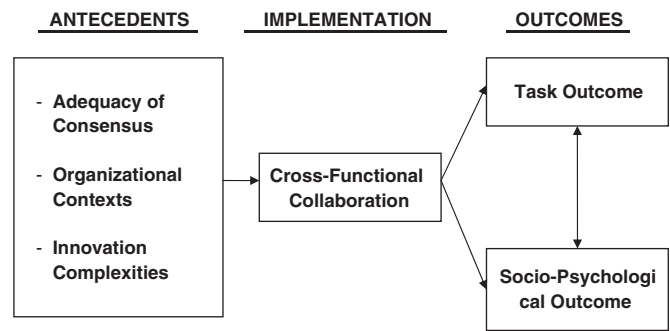 ANTECEDENTS
IMPLEMENTATION
OUTCOMES
- Adequacy of
Consensus
- Organizational
Contexts
- Innovation
Complexities
Cross-Functional
Collaboration
Task Outcome
Socio-Psychologi
cal Outcome